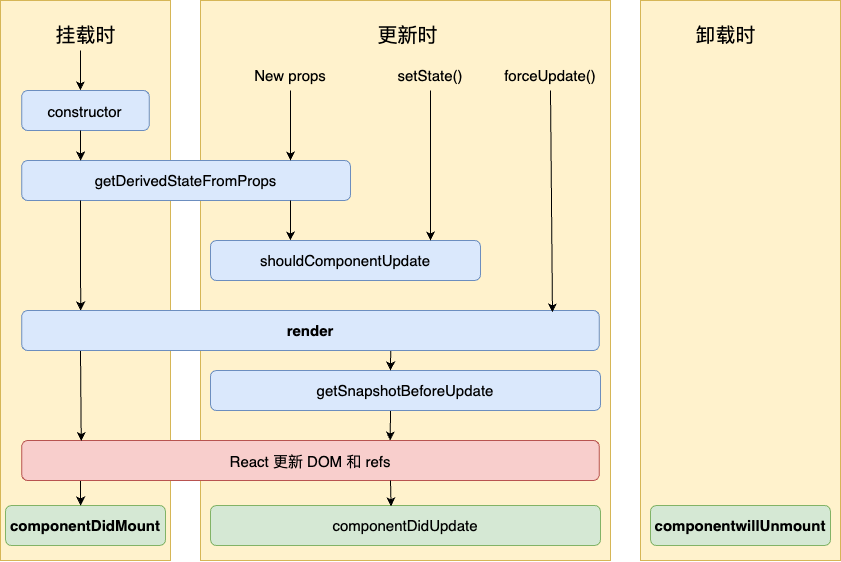 挂载时
更新时
卸载时
New props
setState()
forceUpdate()
constructor
getDerivedStateFromProps
shouldComponentUpdate
render
getSnapshotBeforeUpdate
React 更新 DOM 和 refs
componentDidMount
componentDidUpdate
componentwillUnmount